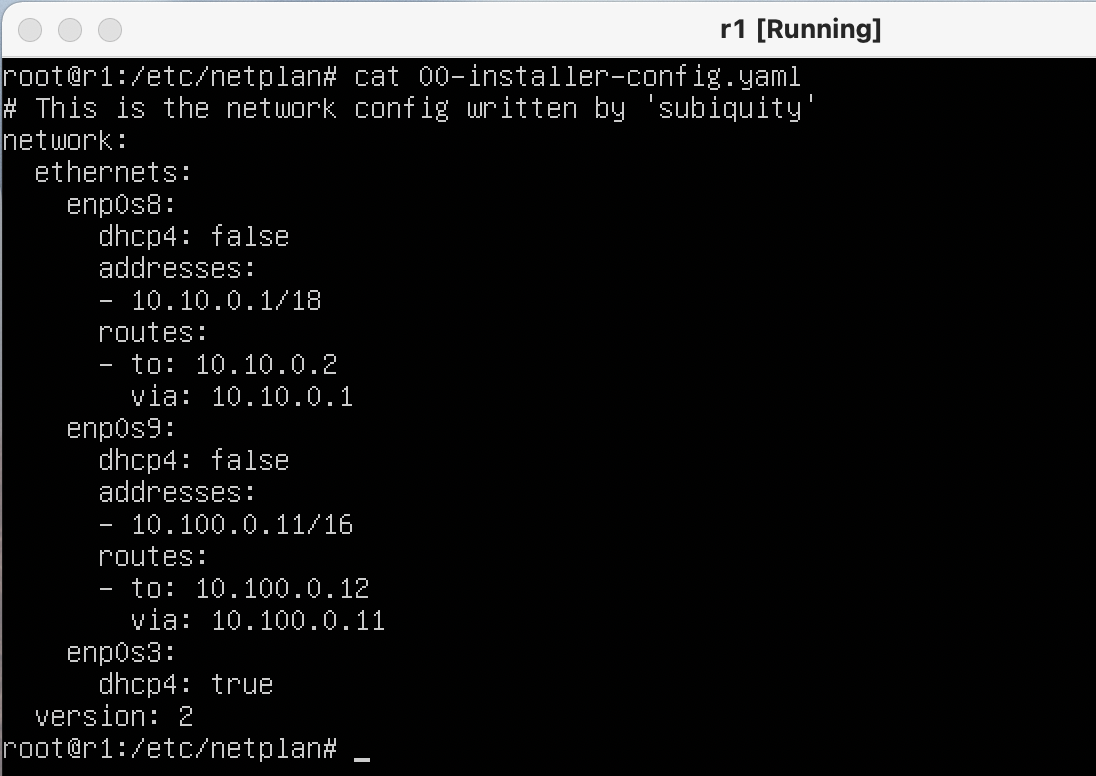 r1 [Running]
root@r1:/etc/netplan# cat 00-installer-config.yaml
# This is the network config written by 'subiquity'
network:
  ethernets:
    enp0s8:
      dhcp4: false
      addresses:
      - 10.10.0.1/18
      routes:
      - to: 10.10.0.2
        via: 10.10.0.1
    enp0s9:
      dhcp4: false
      addresses:
      - 10.100.0.11/16
      routes:
      - to: 10.100.0.12
        via: 10.100.0.11
    enp0s3:
      dhcp4: true
  version: 2
root@r1:/etc/netplan# _